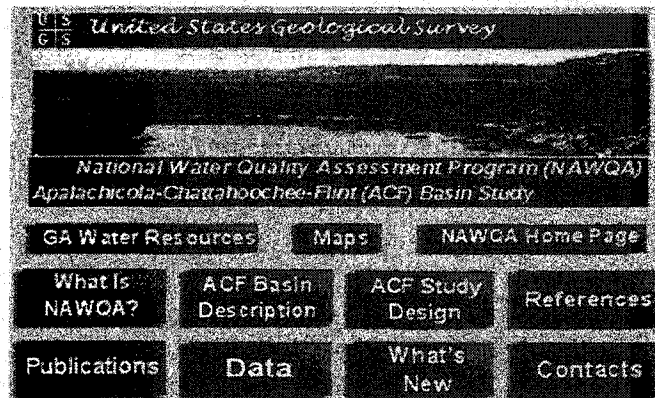 U S
G S
United States Geological Survey
National Water Quality Assessment Program (NAWQA)
Apalachicola-Chattahoochee-Flint (ACF) Basin Study
GA Water Resources Maps NAWQA Home Page
What Is
NAWQA?
ACF Basin
Description
ACF Study
Design
References
Publications
Data
What's
New
Contacts